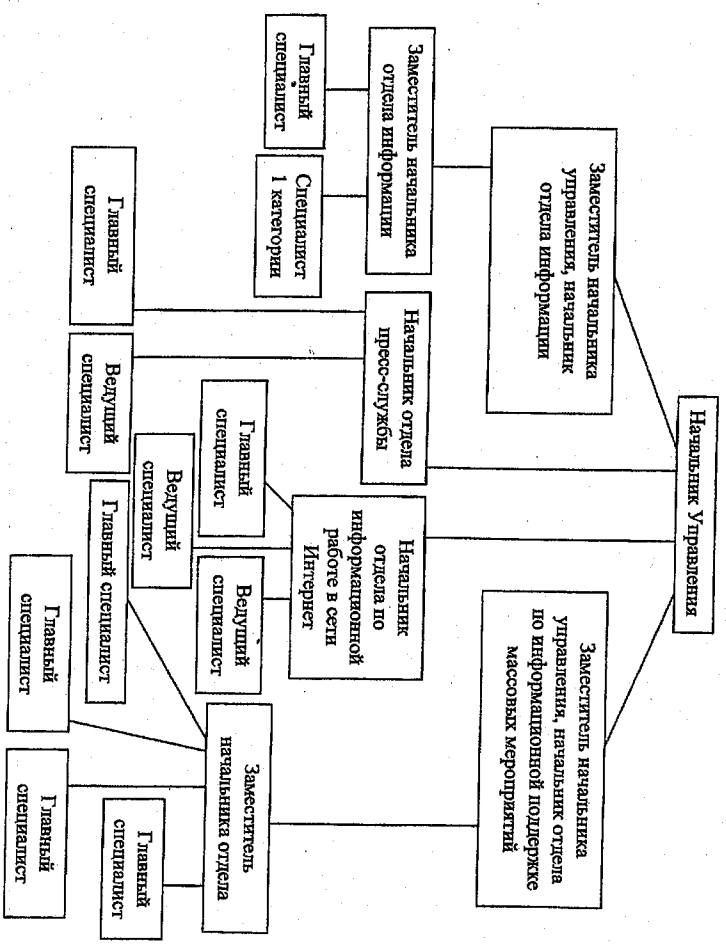 Начальник Управления
Заместитель начальника
управления, начальник
отдела информации
Начальник отдела
пресс-службы
Начальник
отдела по
информационной
работе в сети
Интернет
Заместитель начальника
управления, начальник отдела
по информационной поддержке
массовых мероприятий
Заместитель начальника
отдела информации
Заместитель
начальника отдела
Главный
специалист
Специалист
1 категории
Главный
специалист
Ведущий
специалист
Главный
специалист
Ведущий
специалист
Ведущий
специалист
Главный специалист
Главный
специалист
Главный
специалист
Главный
специалист